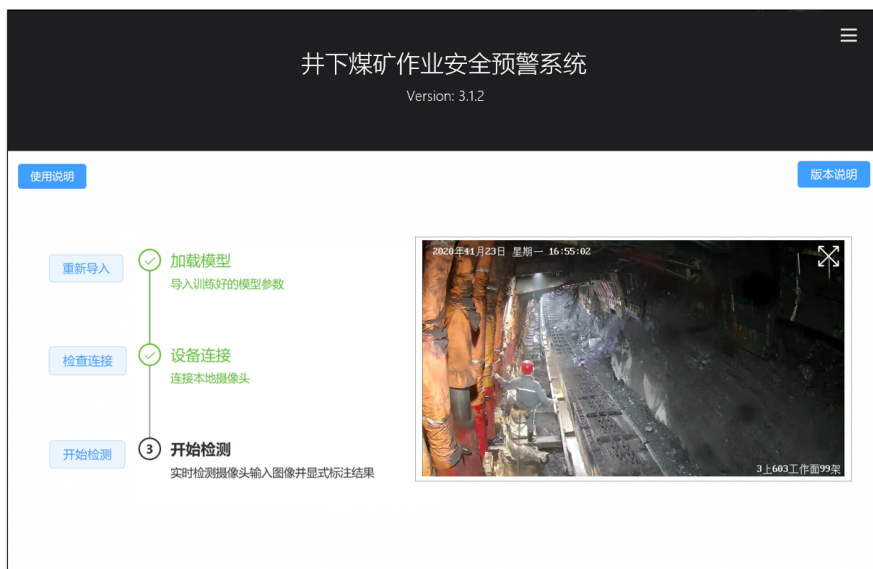 井下煤矿作业安全预警系统
Version: 3.1.2
使用说明
版本说明
重新导入
加载模型
导入训练好的模型参数
检查连接
设备连接
连接本地摄像头
开始检测
3 开始检测
实时检测摄像头输入图像并显式标注结果
2020年11月23日 星期一 16:55:02
3上603工作面99架